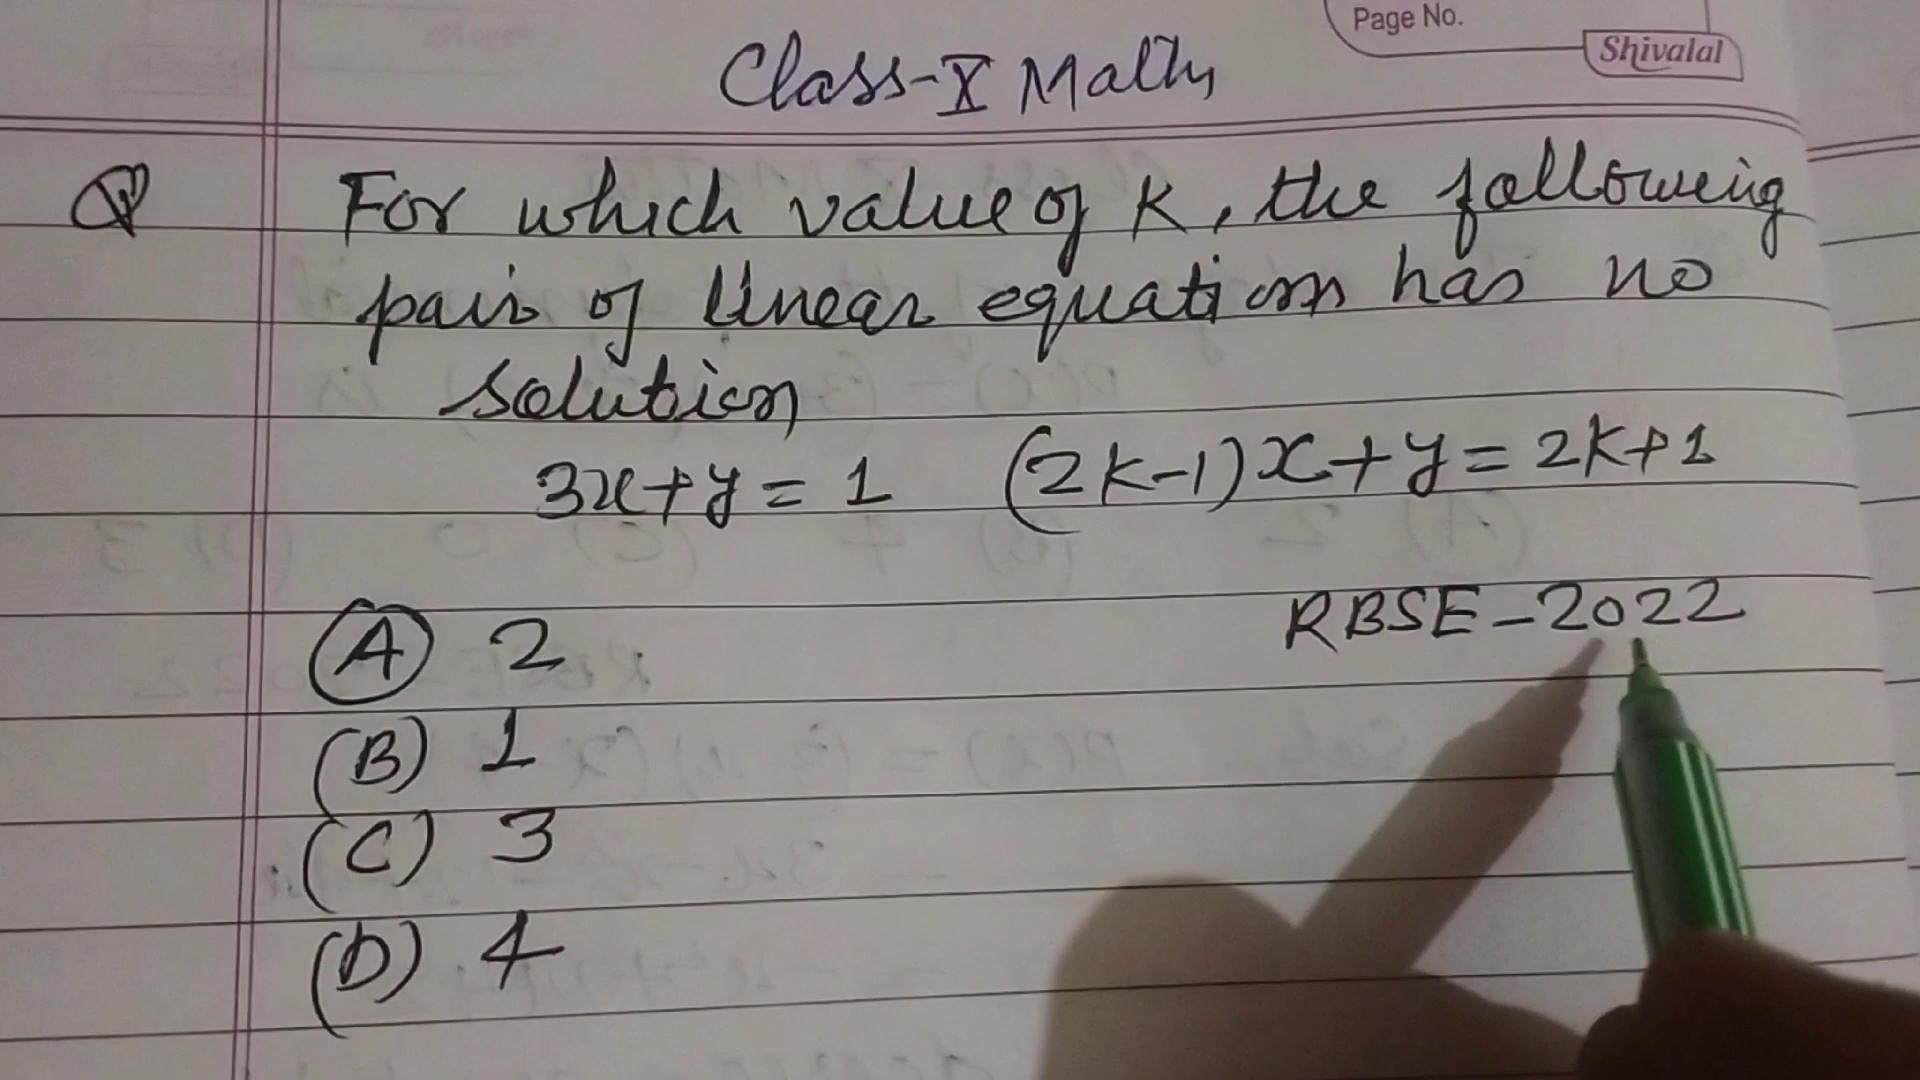 Page No.
Shivalal
Class-X Maths
Q For which value of K, the following
pair of linear equation has no
solution
3x+y=1 (2k-1)x+y=2k+1
RBSE-2022
(A) 2
(B) 1
(C) 3
(D) 4